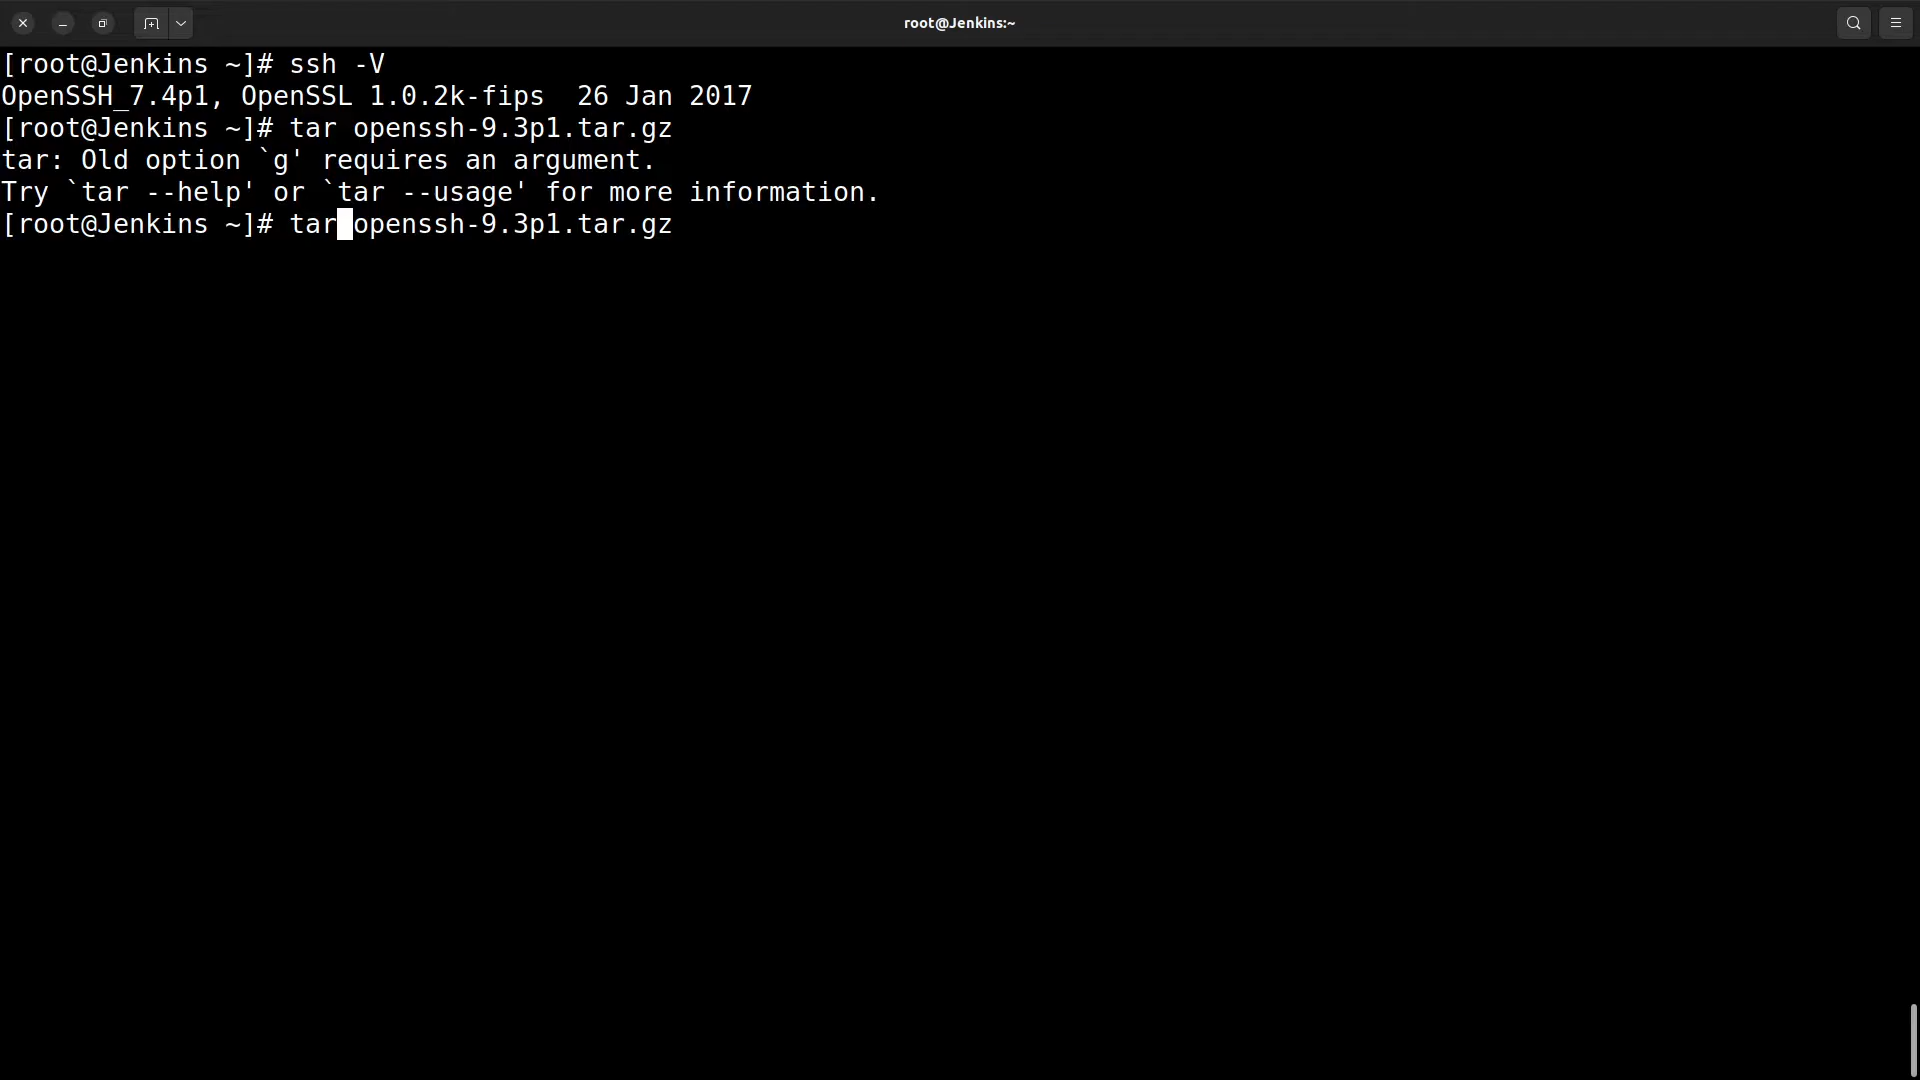 root@Jenkins:~
[root@Jenkins ~]# ssh -V
OpenSSH_7.4p1, OpenSSL 1.0.2k-fips  26 Jan 2017
[root@Jenkins ~]# tar openssh-9.3p1.tar.gz
tar: Old option `g' requires an argument.
Try `tar --help' or `tar --usage' for more information.
[root@Jenkins ~]# tar openssh-9.3p1.tar.gz